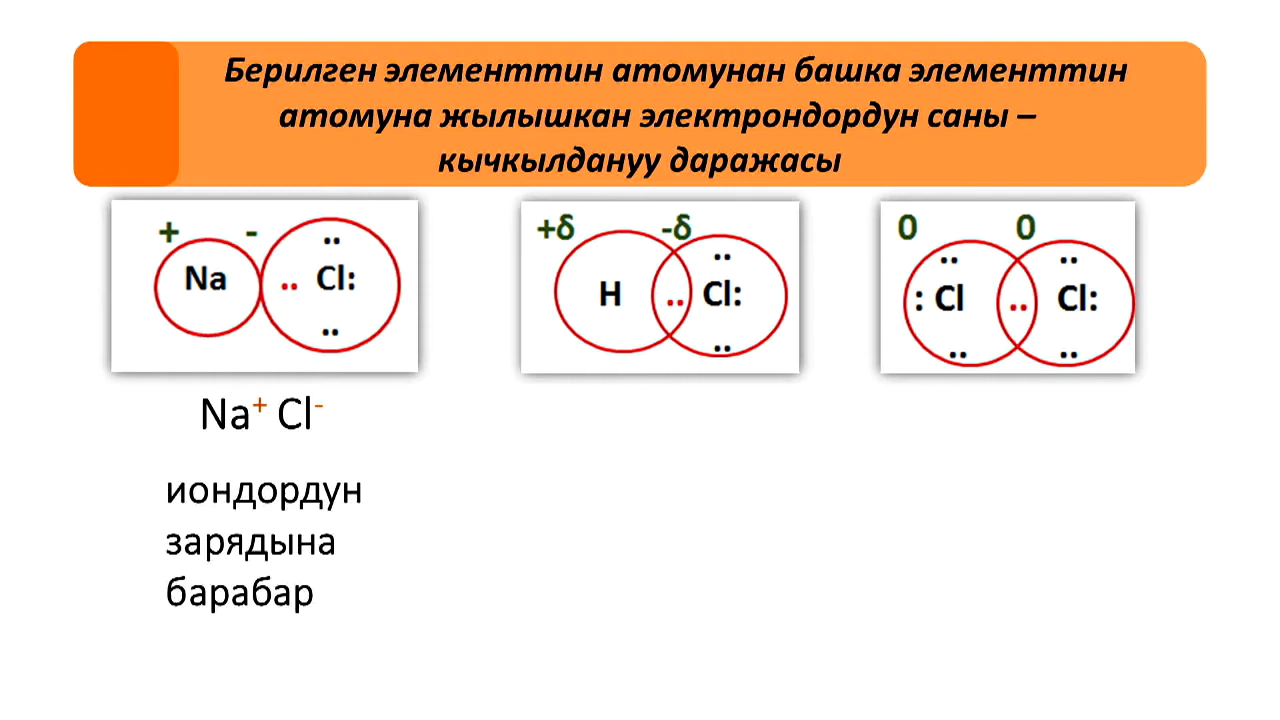 Берилген элементтин атомунан башка элементтин
атомуна жылышкан электрондордун саны –
кычкылдануу даражасы
+ -
Na .. Cl:
+δ -δ
H .. Cl:
0 0
: Cl .. Cl:
Na⁺ Cl⁻
иондордун
зарядына
барабар